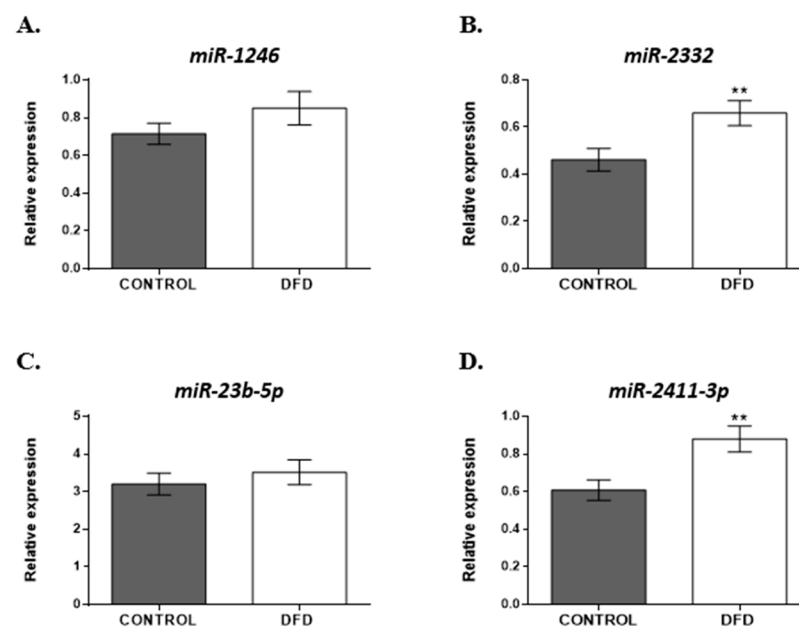 A.
miR-1246
Relative expression
1.0
0.8
0.6
0.4
0.2
0.0
CONTROL DFD
B.
miR-2332
Relative expression
0.8
0.6
0.4
0.2
0.0
**
CONTROL DFD
C.
miR-23b-5p
Relative expression
5
4
3
2
1
0
CONTROL DFD
D.
miR-2411-3p
Relative expression
1.0
0.8
0.6
0.4
0.2
0.0
**
CONTROL DFD